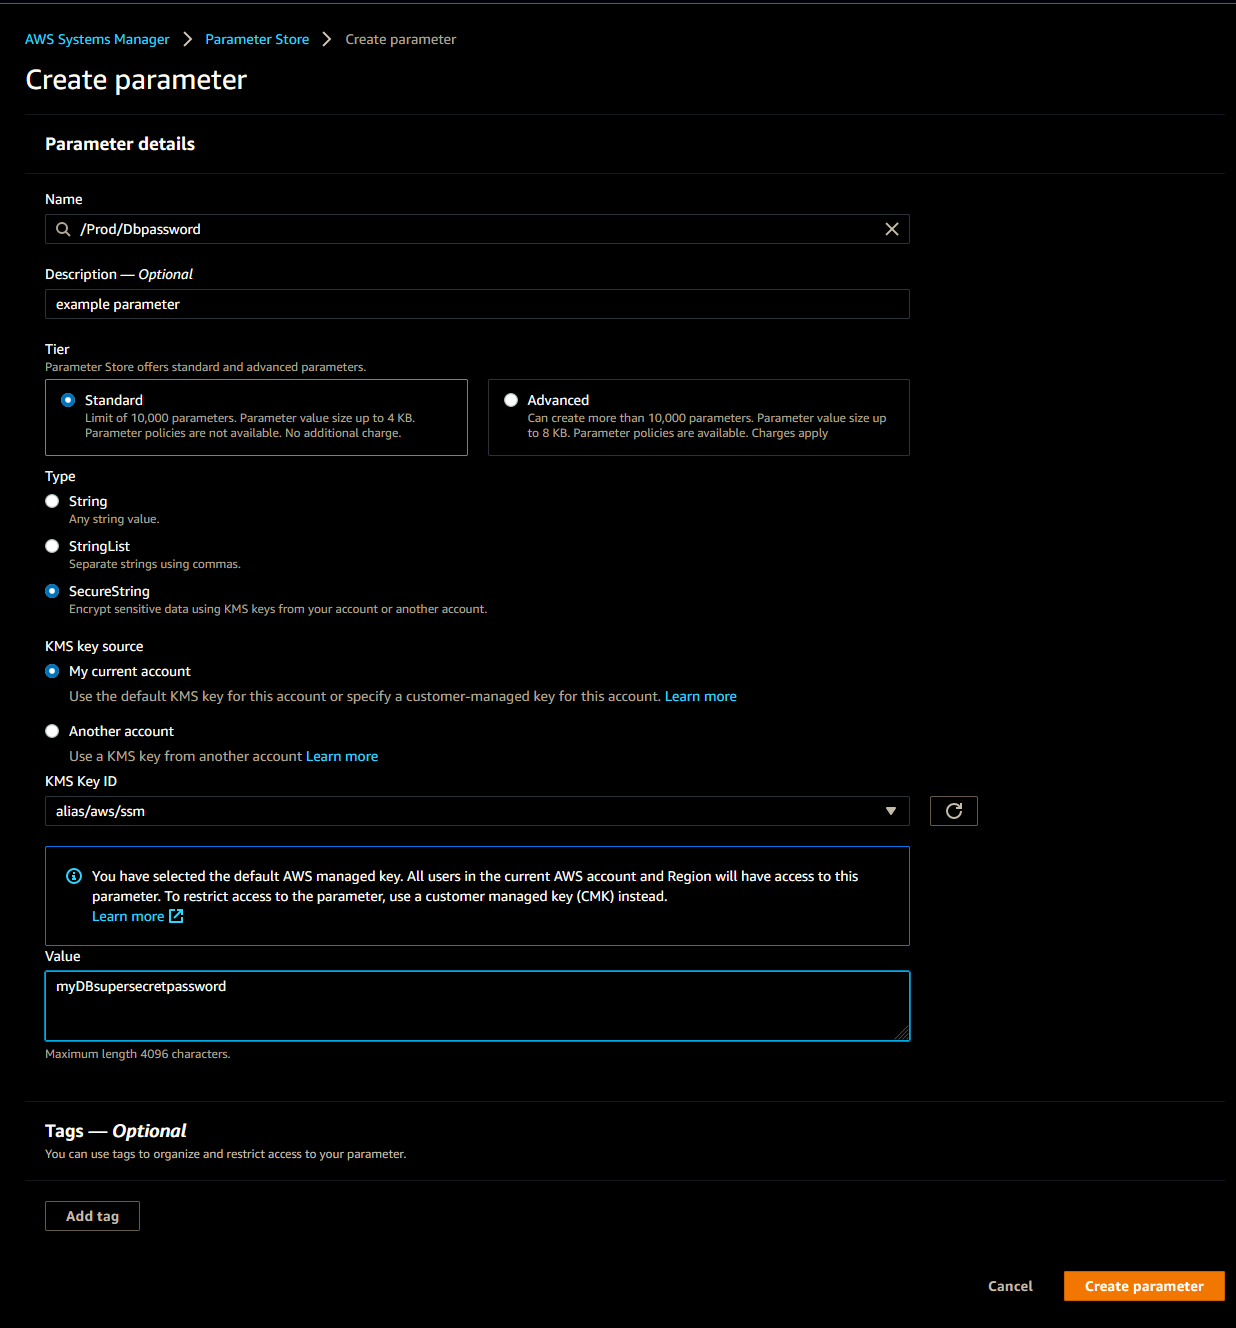 AWS Systems Manager > Parameter Store > Create parameter
Create parameter
Parameter details
Name
/Prod/Dbpassword
Description — Optional
example parameter
Tier
Parameter Store offers standard and advanced parameters.
Standard
Limit of 10,000 parameters. Parameter value size up to 4 KB.
Parameter policies are not available. No additional charge.
Advanced
Can create more than 10,000 parameters. Parameter value size up
to 8 KB. Parameter policies are available. Charges apply
Type
String
Any string value.
StringList
Separate strings using commas.
SecureString
Encrypt sensitive data using KMS keys from your account or another account.
KMS key source
My current account
Use the default KMS key for this account or specify a customer-managed key for this account. Learn more
Another account
Use a KMS key from another account Learn more
KMS Key ID
alias/aws/ssm
You have selected the default AWS managed key. All users in the current AWS account and Region will have access to this
parameter. To restrict access to the parameter, use a customer managed key (CMK) instead.
Learn more
Value
myDBsupersecretpassword
Maximum length 4096 characters.
Tags — Optional
You can use tags to organize and restrict access to your parameter.
Add tag
Cancel
Create parameter